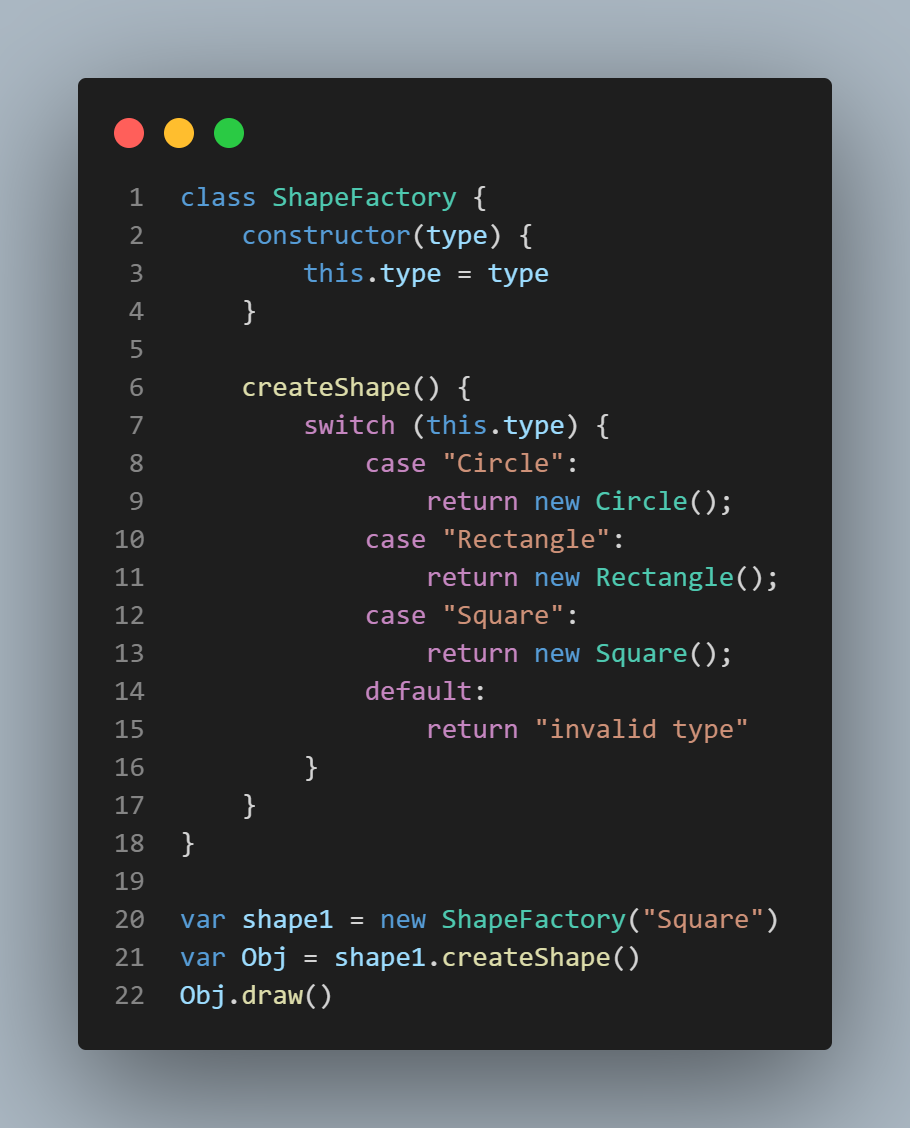 1 class ShapeFactory {
2     constructor(type) {
3         this.type = type
4     }
5
6     createShape() {
7         switch (this.type) {
8             case "Circle":
9                 return new Circle();
10             case "Rectangle":
11                 return new Rectangle();
12             case "Square":
13                 return new Square();
14             default:
15                 return "invalid type"
16         }
17     }
18 }
19
20 var shape1 = new ShapeFactory("Square")
21 var Obj = shape1.createShape()
22 Obj.draw()